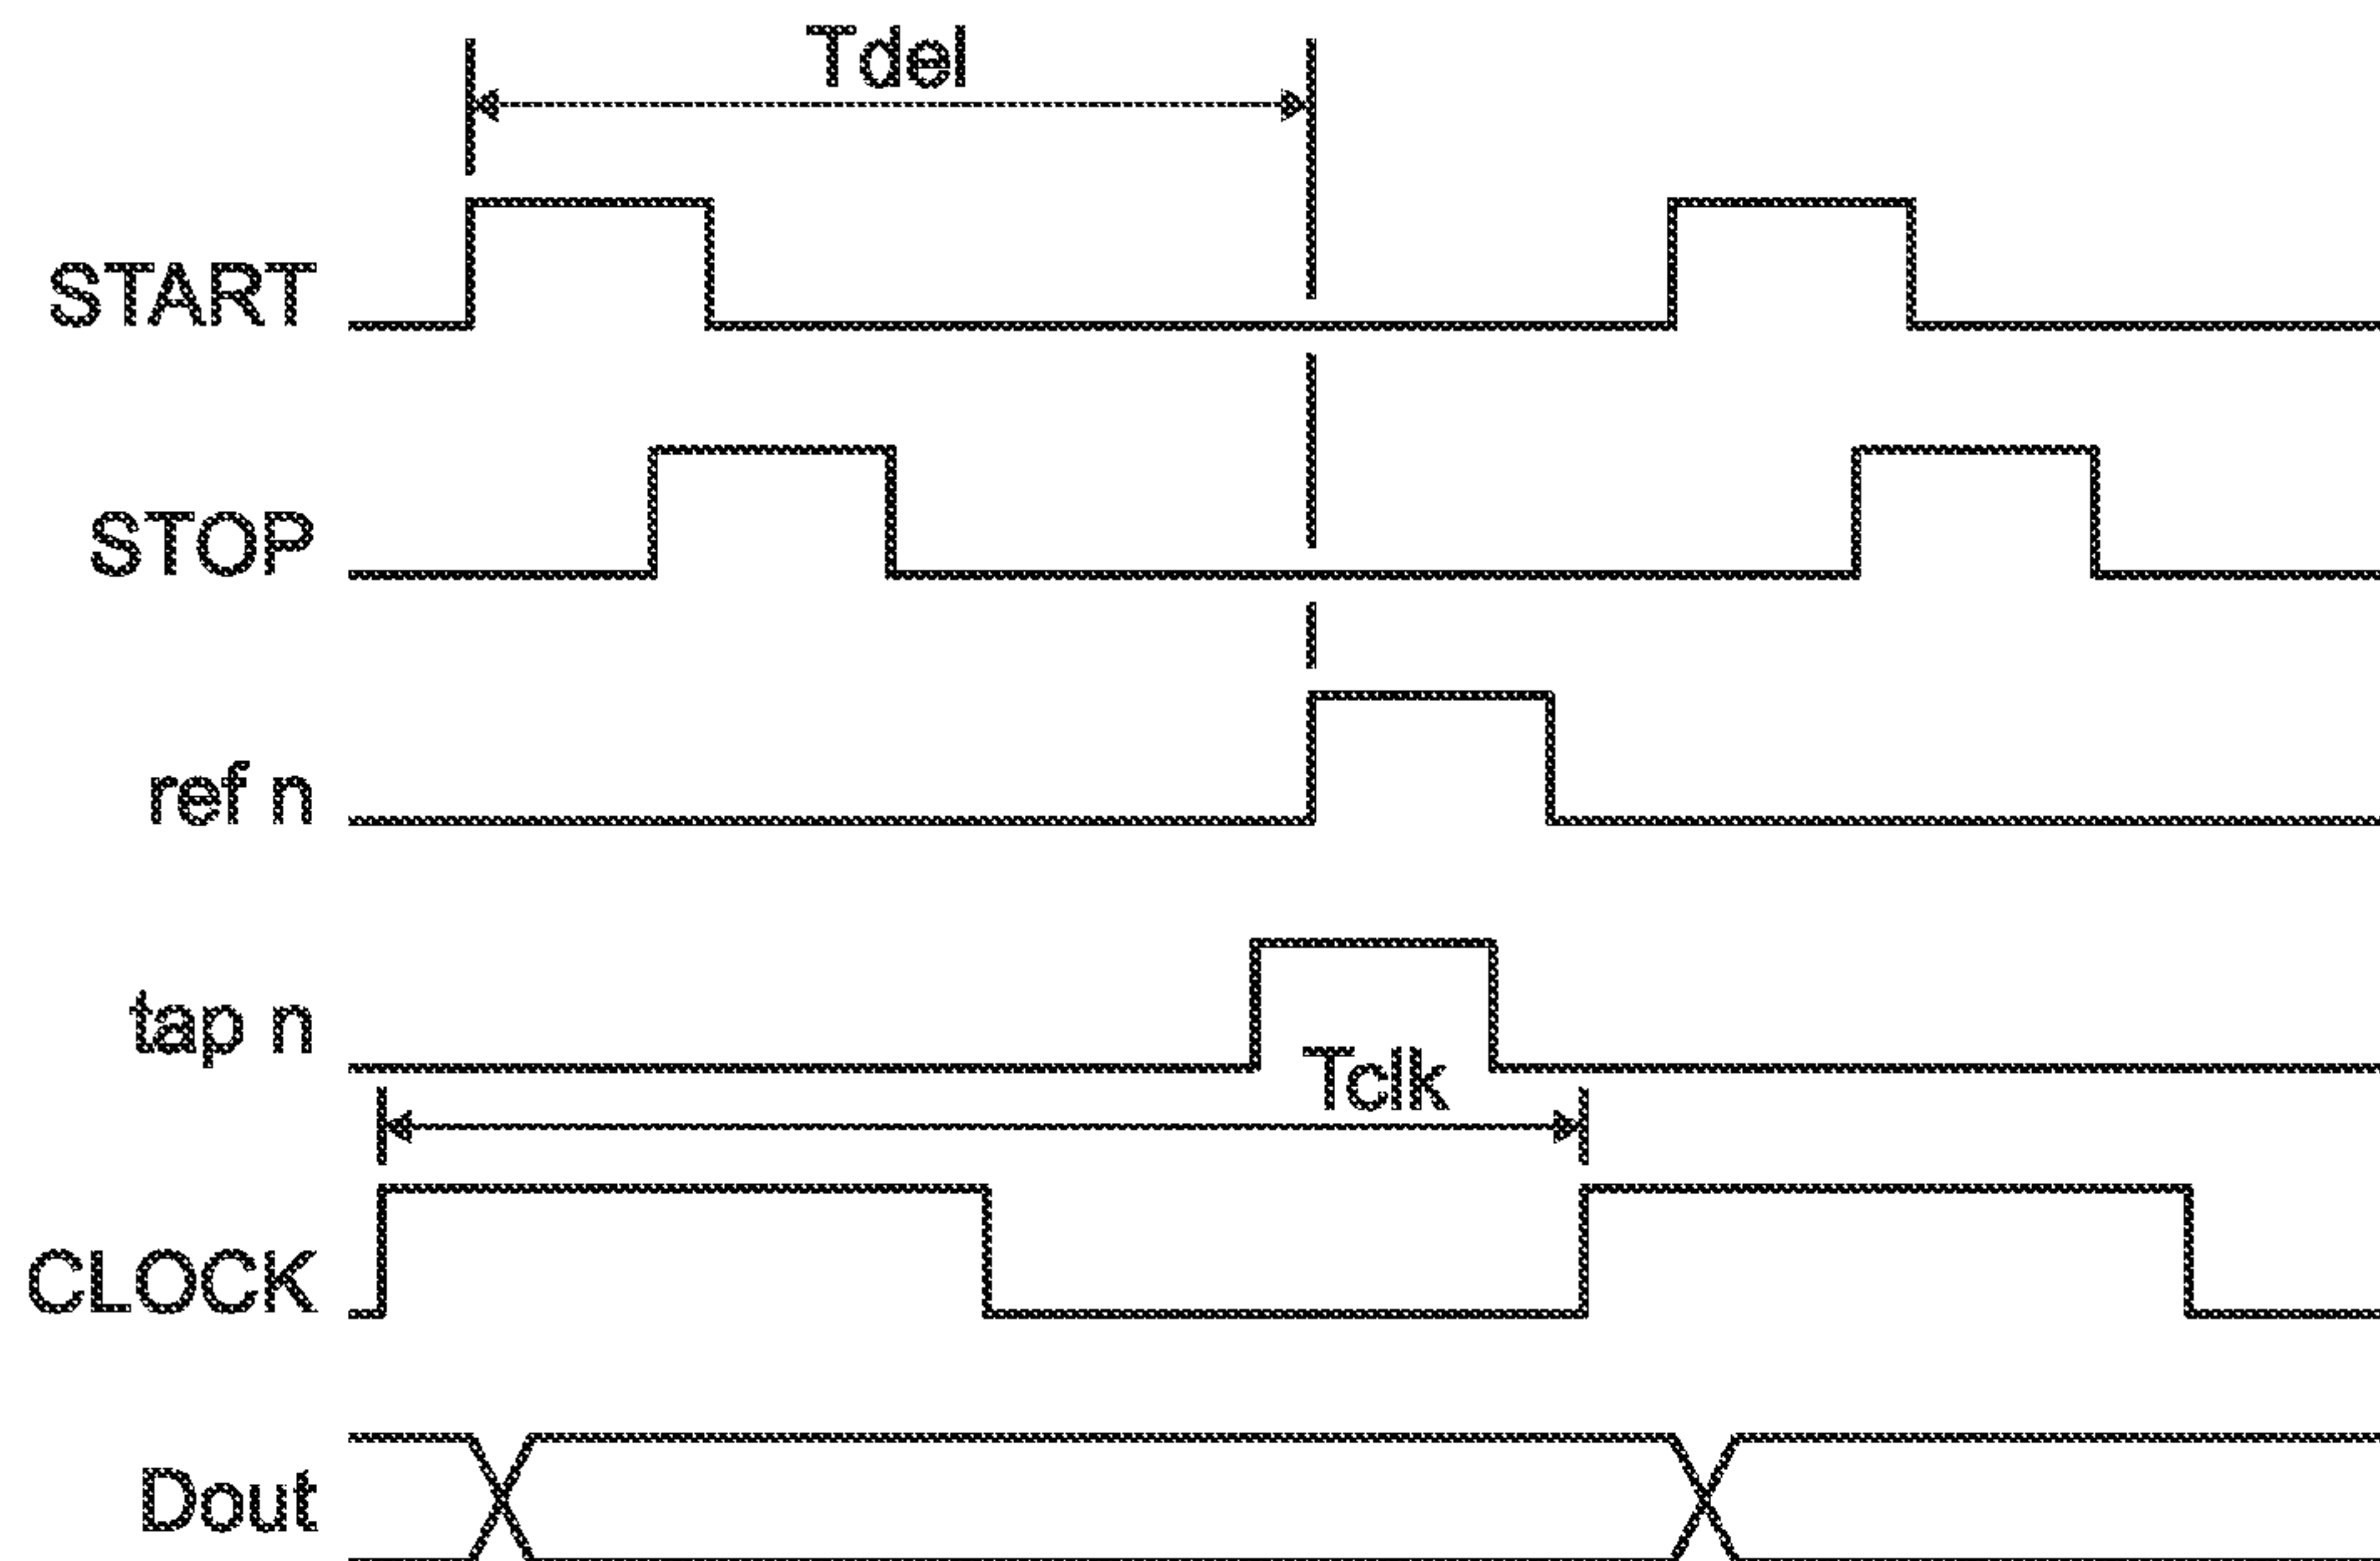 Tdel
START
STOP
ref n
tap n
Tclk
CLOCK
Dout